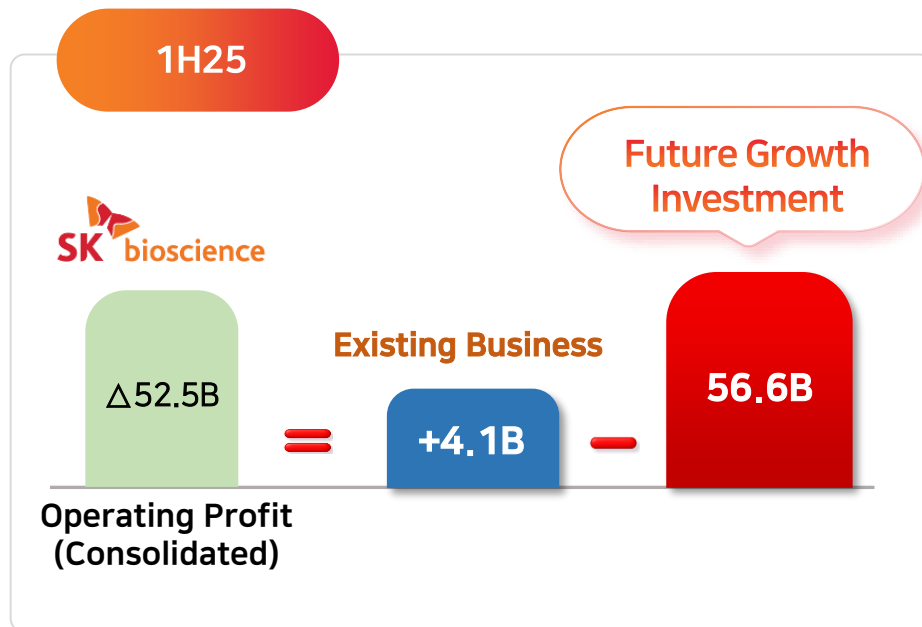 1H25
Future Growth
Investment
SK bioscience
Existing Business
△52.5B
=
+4.1B
−
56.6B
Operating Profit
(Consolidated)